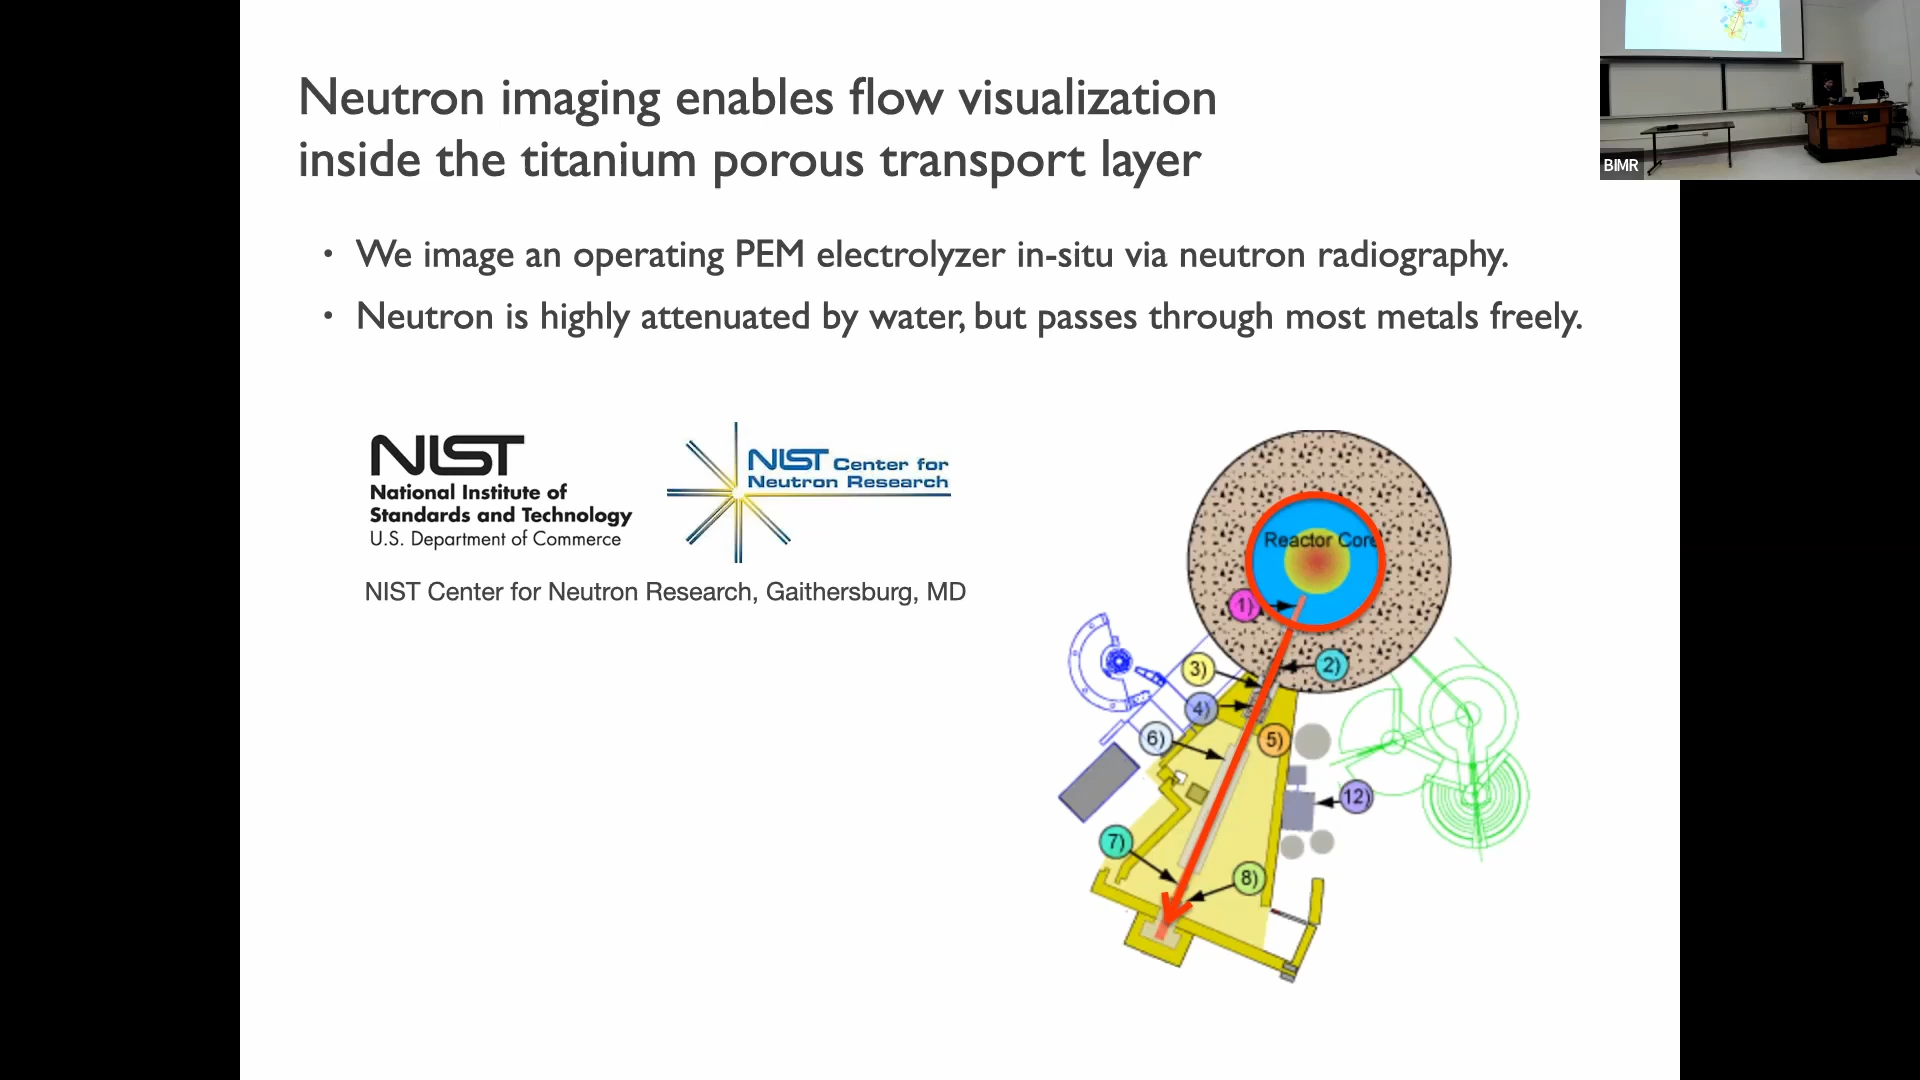 Neutron imaging enables flow visualization
inside the titanium porous transport layer
• We image an operating PEM electrolyzer in-situ via neutron radiography.
• Neutron is highly attenuated by water, but passes through most metals freely.
NIST
National Institute of
Standards and Technology
U.S. Department of Commerce
NIST Center for
Neutron Research
NIST Center for Neutron Research, Gaithersburg, MD
Reactor Core
1)
2)
3)
4)
5)
6)
12)
7)
8)
BIMR